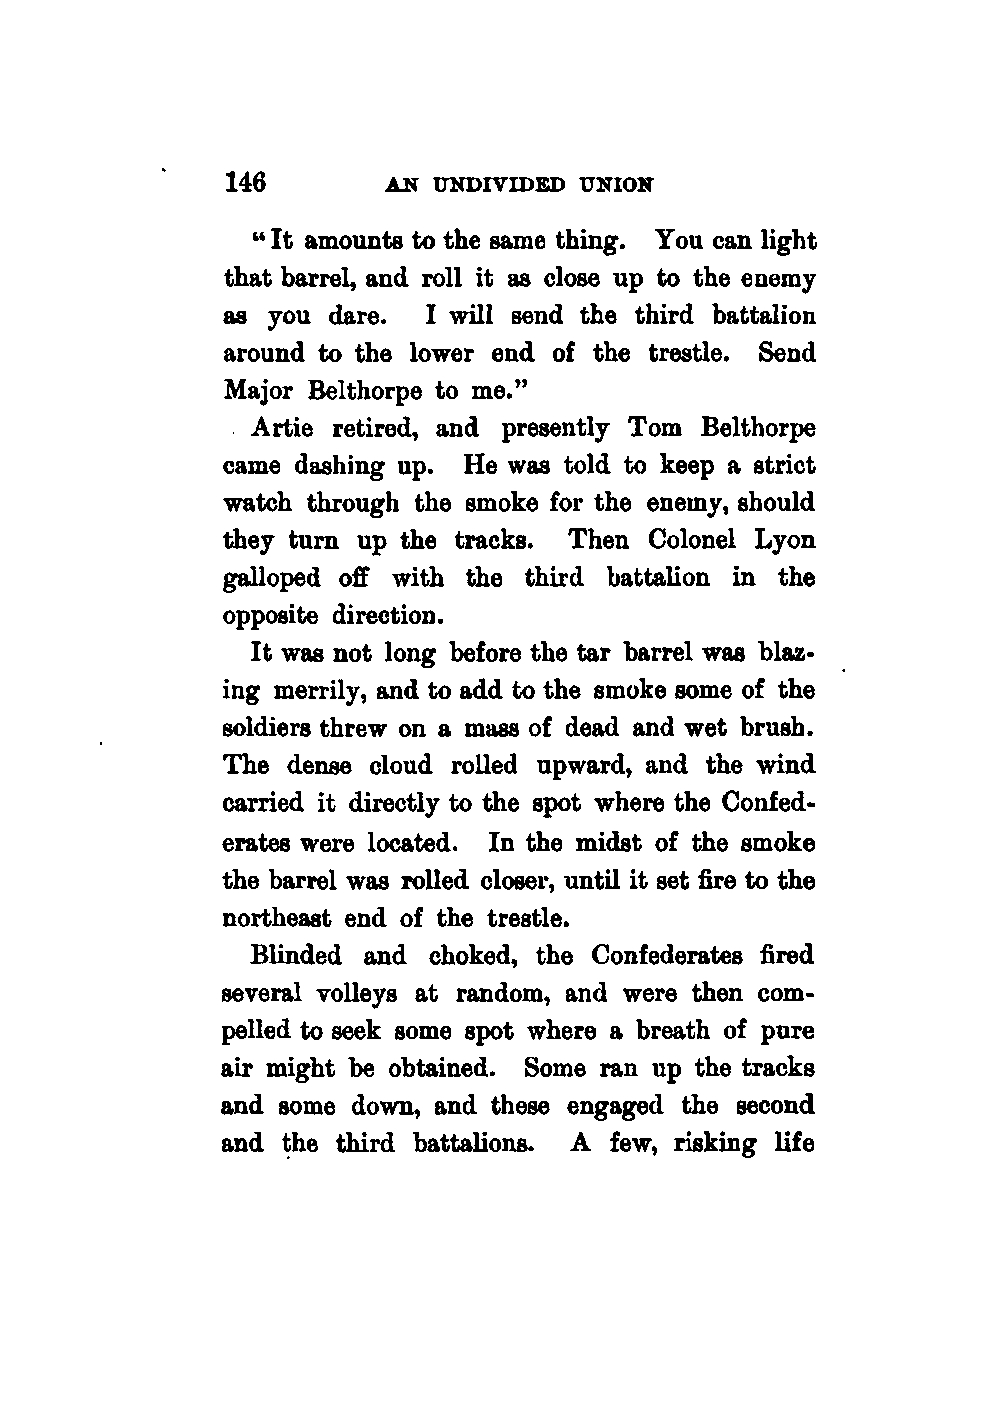 146 AN UNDIVIDED UNION
“It amounts to the same thing. You can light
that barrel, and roll it as close up to the enemy
as you dare. I will send the third battalion
around to the lower end of the trestle. Send
Major Belthorpe to me.”
Artie retired, and presently Tom Belthorpe
came dashing up. He was told to keep a strict
watch through the smoke for the enemy, should
they turn up the tracks. Then Colonel Lyon
galloped off with the third battalion in the
opposite direction.
It was not long before the tar barrel was blaz-
ing merrily, and to add to the smoke some of the
soldiers threw on a mass of dead and wet brush.
The dense cloud rolled upward, and the wind
carried it directly to the spot where the Confed-
erates were located. In the midst of the smoke
the barrel was rolled closer, until it set fire to the
northeast end of the trestle.
Blinded and choked, the Confederates fired
several volleys at random, and were then com-
pelled to seek some spot where a breath of pure
air might be obtained. Some ran up the tracks
and some down, and these engaged the second
and the third battalions. A few, risking life